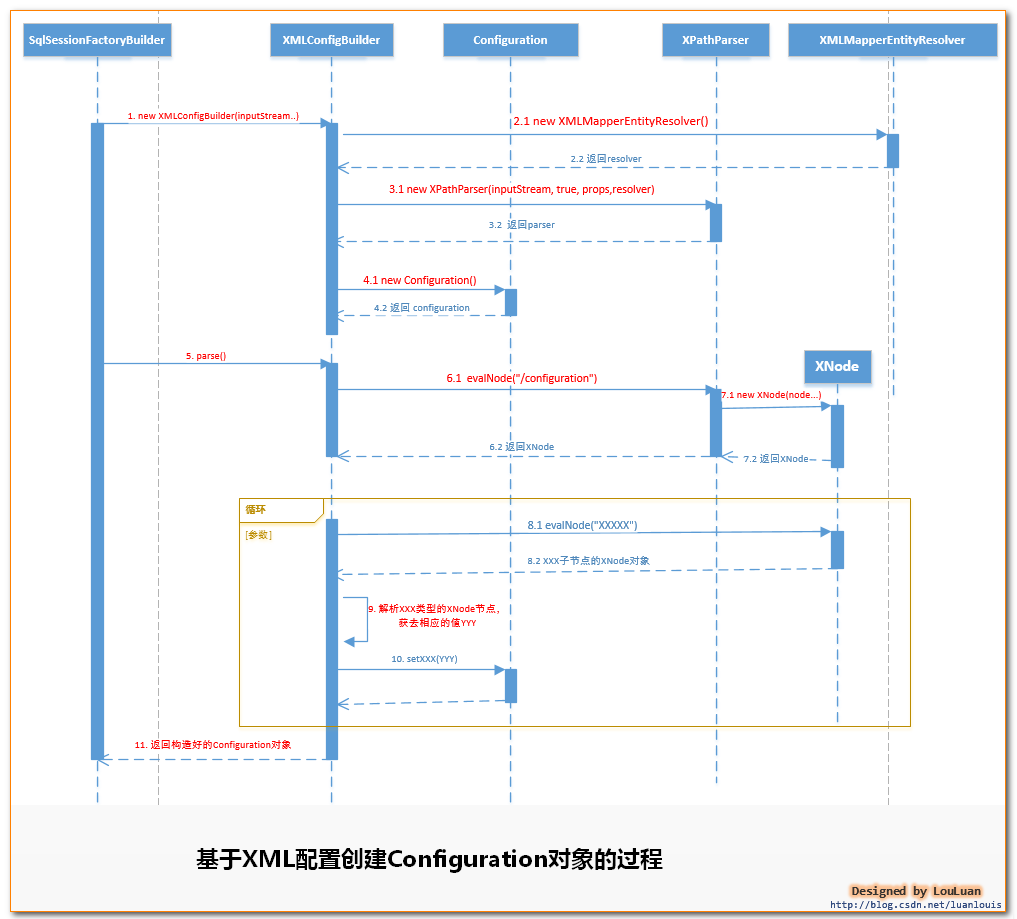 SqlSessionFactoryBuilder
XMLConfigBuilder
Configuration
XPathParser
XMLMapperEntityResolver
1. new XMLConfigBuilder(inputStream..)
2.1 new XMLMapperEntityResolver()
2.2 返回resolver
3.1 new XPathParser(inputStream, true, props,resolver)
3.2 返回parser
4.1 new Configuration()
4.2 返回 configuration
5. parse()
XNode
6.1 evalNode("/configuration")
7.1 new XNode(node...)
6.2 返回XNode
7.2 返回XNode
循环
[参数]
8.1 evalNode("XXXXX")
8.2 XXX子节点的XNode对象
9. 解析XXX类型的XNode节点，
获去相应的值YYY
10. setXXX(YYY)
11. 返回构造好的Configuration对象
基于XML配置创建Configuration对象的过程
Designed by LouLuan
http://blog.csdn.net/luanlouis